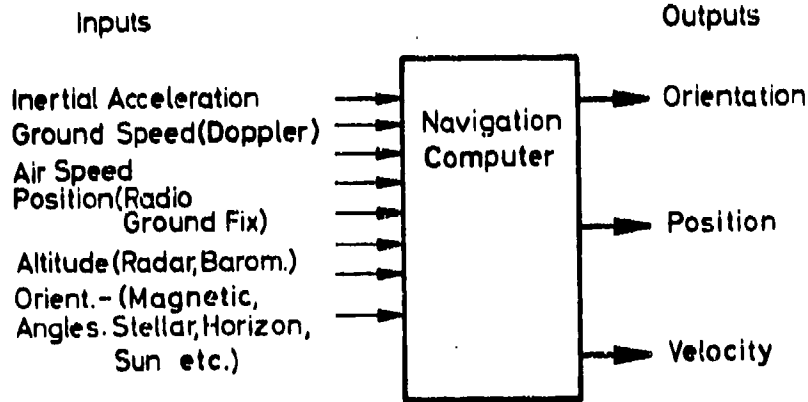 Inputs
Outputs
Inertial Acceleration
Ground Speed(Doppler)
Air Speed
Position(Radio
Ground Fix)
Altitude(Radar,Barom.)
Orient.-(Magnetic,
Angles.Stellar,Horizon,
Sun etc.)
Navigation
Computer
Orientation
Position
Velocity